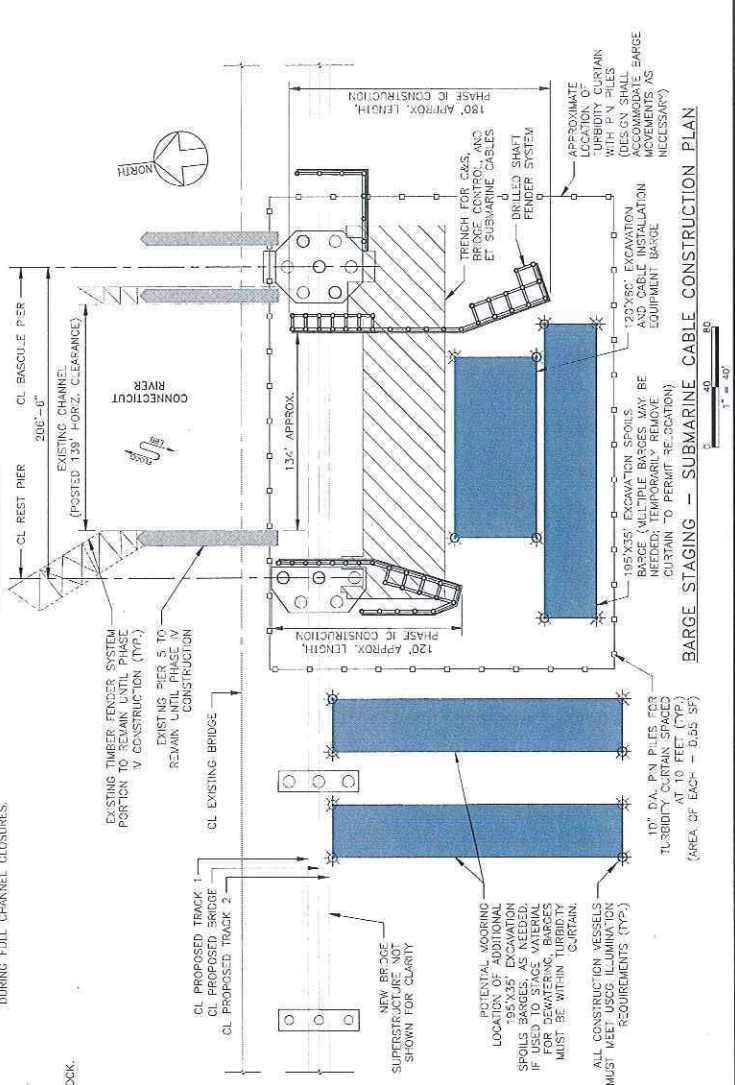 DURING FULL CHANNEL CLOSURES.
OCK.
CL REST PIER
CL BASCULE PIER
206'-6"
EXISTING CHANNEL
(POSTED 139' HORIZ. CLEARANCE)
CONNECTICUT
RIVER
FLOOD
EBB
NORTH
EXISTING TIMBER FENDER SYSTEM
PORTION TO REMAIN UNTIL PHASE
IV CONSTRUCTION (TYP.)
EXISTING PIER 5 TO
REMAIN UNTIL PHASE IV
CONSTRUCTION
CL EXISTING BRIDGE
CL PROPOSED TRACK 1
CL PROPOSED BRIDGE
CL PROPOSED TRACK 2
NEW BRIDGE
SUPERSTRUCTURE NOT
SHOWN FOR CLARITY
134' APPROX.
120' APPROX. LENGTH,
PHASE IC CONSTRUCTION
180' APPROX. LENGTH,
PHASE IC CONSTRUCTION
TRENCH FOR C&S,
BRIDGE CONTROL, AND
ET SUBMARINE CABLES
DRILLED SHAFT
FENDER SYSTEM
120'X60' EXCAVATION
AND CABLE INSTALLATION
EQUIPMENT BARGE
APPROXIMATE
LOCATION OF
TURBIDITY CURTAIN
WITH PIN PILES
(DESIGN SHALL
ACCOMMODATE BARGE
MOVEMENTS AS
NECESSARY)
195'X35' EXCAVATION SPOILS
BARGE (MULTIPLE BARGES MAY BE
NEEDED; TEMPORARILY REMOVE
CURTAIN TO PERMIT RELOCATION)
POTENTIAL MOORING
LOCATION OF ADDITIONAL
195'X35' EXCAVATION
SPOILS BARGES, AS NEEDED.
IF USED TO STAGE MATERIAL
FOR DEWATERING, BARGES
MUST BE WITHIN TURBIDITY
CURTAIN.
ALL CONSTRUCTION VESSELS
MUST MEET USCG ILLUMINATION
REQUIREMENTS (TYP.)
10" DIA. PIN PILES FOR
TURBIDITY CURTAIN SPACED
AT 10 FEET (TYP.)
(AREA OF EACH - 0.55 SF)
BARGE STAGING - SUBMARINE CABLE CONSTRUCTION PLAN
0 40 80
1" = 40'